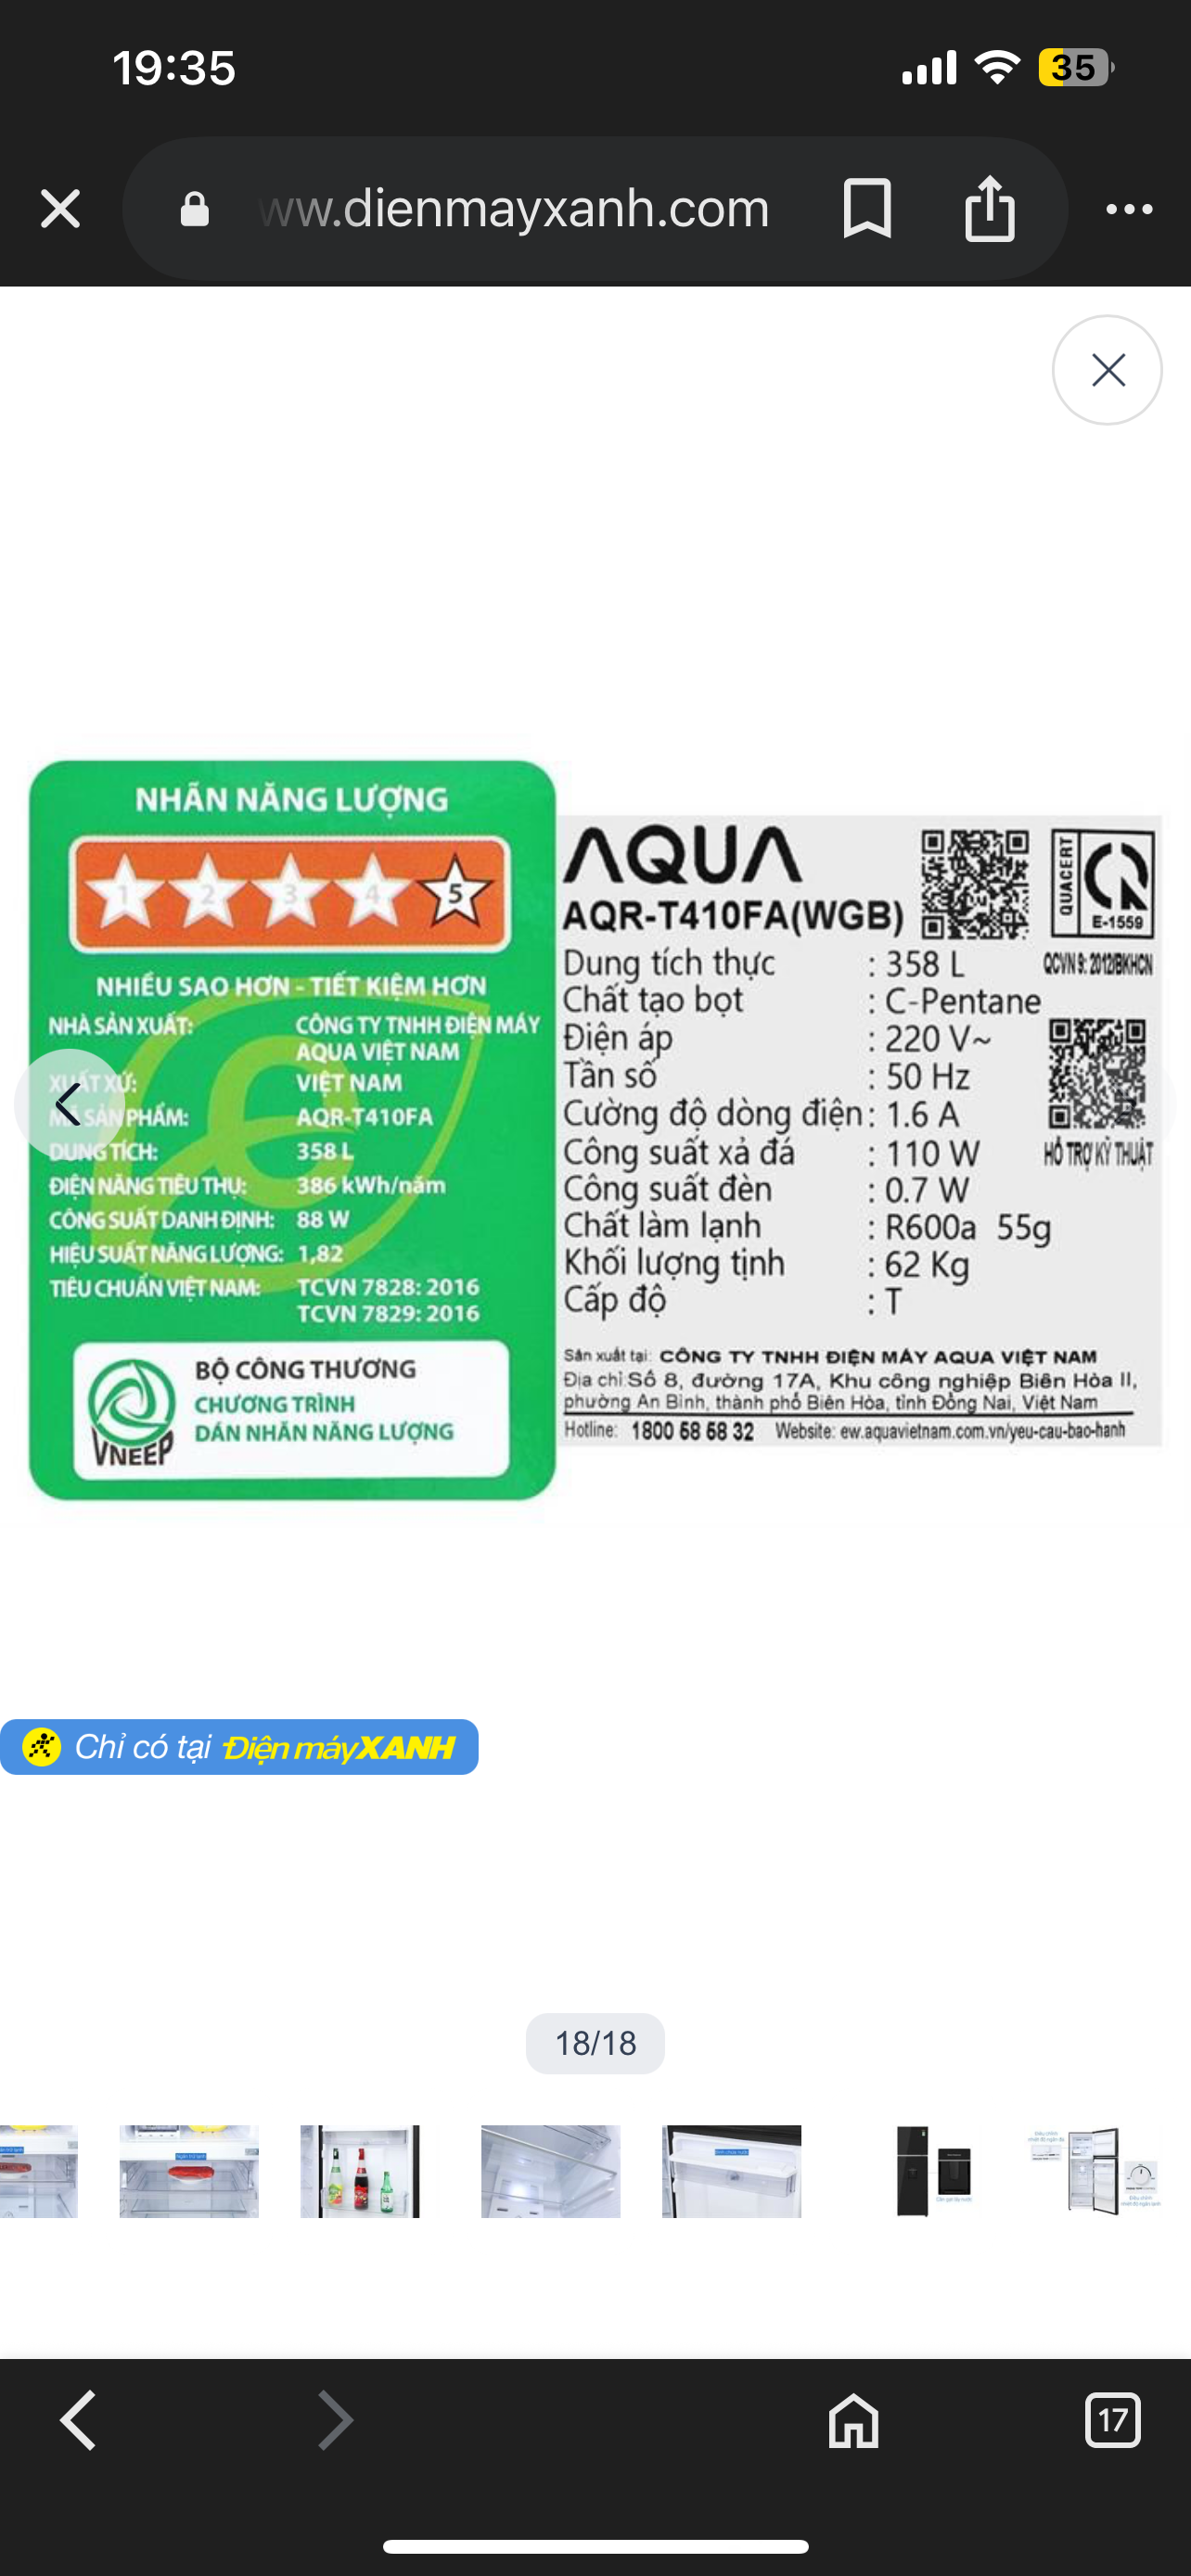 19:35
35
ww.dienmayxanh.com
NHÃN NĂNG LƯỢNG
1 2 3 4 5
NHIỀU SAO HƠN - TIẾT KIỆM HƠN
NHÀ SẢN XUẤT: CÔNG TY TNHH ĐIỆN MÁY
AQUA VIỆT NAM
XUẤT XỨ: VIỆT NAM
MÃ SẢN PHẨM: AQR-T410FA
DUNG TÍCH: 358 L
ĐIỆN NĂNG TIÊU THỤ: 386 kWh/năm
CÔNG SUẤT DANH ĐỊNH: 88 W
HIỆU SUẤT NĂNG LƯỢNG: 1,82
TIÊU CHUẨN VIỆT NAM: TCVN 7828: 2016
TCVN 7829: 2016
VNEEP
BỘ CÔNG THƯƠNG
CHƯƠNG TRÌNH
DÁN NHÃN NĂNG LƯỢNG
AQUA
AQR-T410FA(WGB)
QUACERT
E-1559
QCVN 9: 2012/BKHCN
Dung tích thực : 358 L
Chất tạo bọt : C-Pentane
Điện áp : 220 V~
Tần số : 50 Hz
Cường độ dòng điện : 1.6 A
Công suất xả đá : 110 W
HỖ TRỢ KỸ THUẬT
Công suất đèn : 0.7 W
Chất làm lạnh : R600a 55g
Khối lượng tịnh : 62 Kg
Cấp độ : T
Sản xuất tại: CÔNG TY TNHH ĐIỆN MÁY AQUA VIỆT NAM
Địa chỉ: Số 8, đường 17A, Khu công nghiệp Biên Hòa II,
phường An Bình, thành phố Biên Hòa, tỉnh Đồng Nai, Việt Nam
Hotline: 1800 58 58 32 Website: ew.aquavietnam.com.vn/yeu-cau-bao-hanh
Chỉ có tại Điện máy XANH
18/18
17